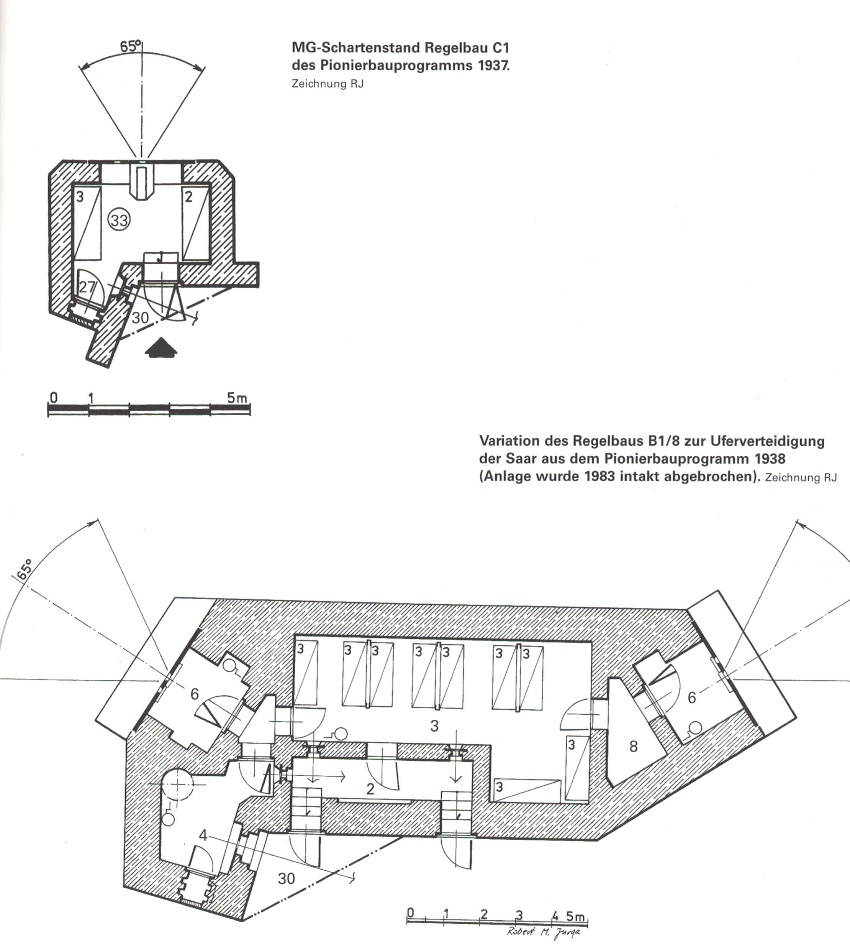 65°
MG-Schartenstand Regelbau C1
des Pionierbauprogramms 1937.
Zeichnung RJ
3
2
33
27
30
0 1 5m
Variation des Regelbaus B1/8 zur Uferverteidigung
der Saar aus dem Pionierbauprogramm 1938
(Anlage wurde 1983 intakt abgebrochen). Zeichnung RJ
65°
3 3 3 3 3 3 3
6
6
3
8
3
2
3
4
30
0 1 2 3 4 5m
Robert M. Jurga